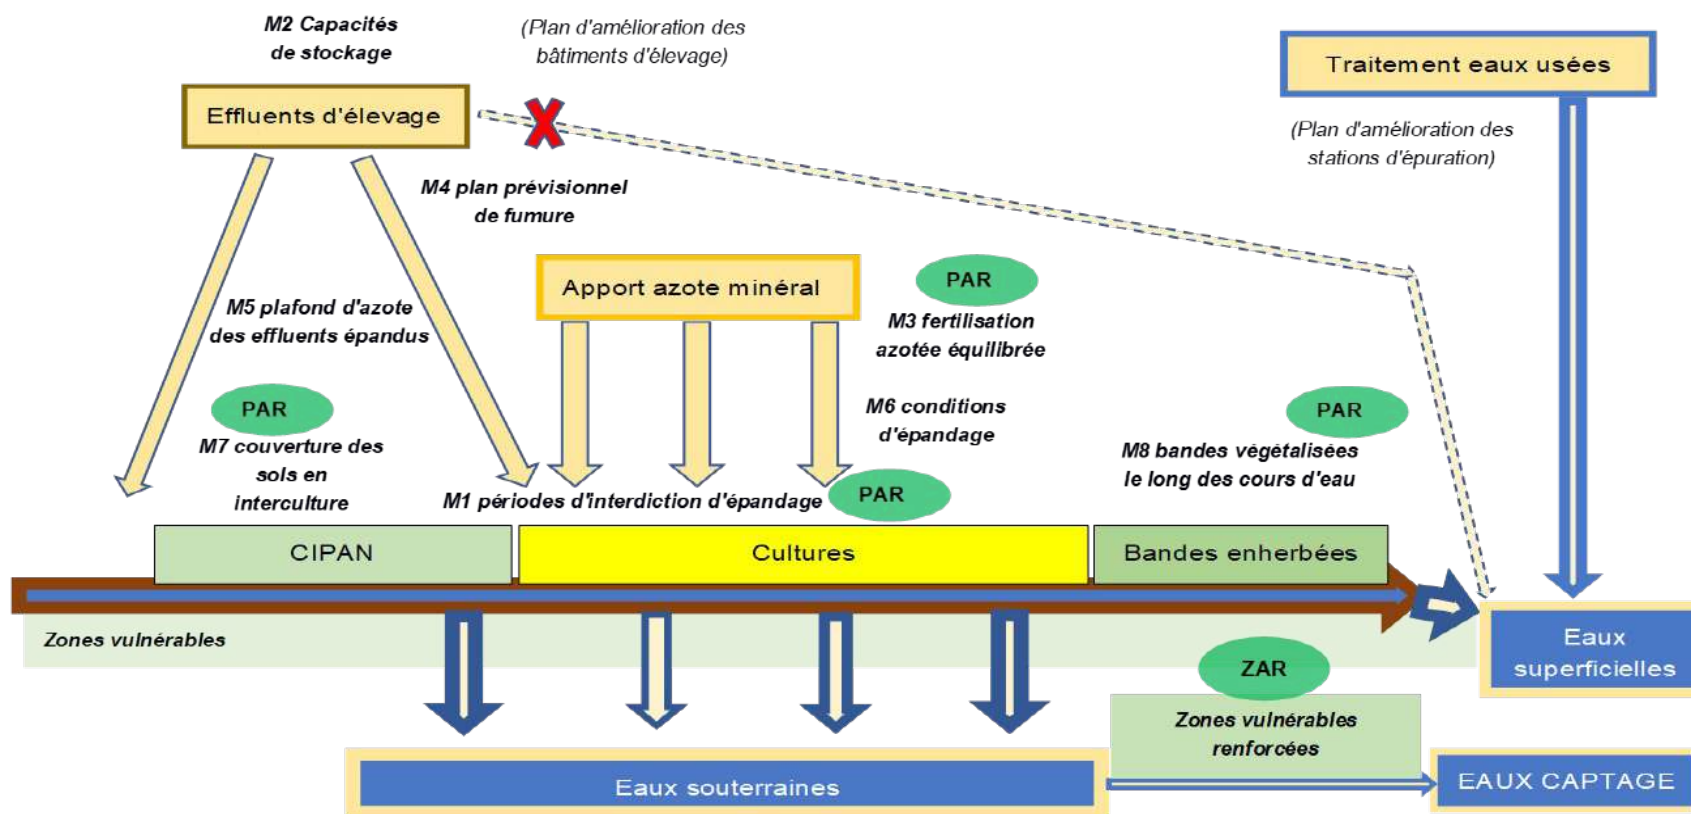 M2 Capacités
de stockage
(Plan d'amélioration des
bâtiments d'élevage)
Effluents d'élevage
Traitement eaux usées
(Plan d'amélioration des
stations d'épuration)
M4 plan prévisionnel
de fumure
Apport azote minéral
PAR
M3 fertilisation
azotée équilibrée
M5 plafond d'azote
des effluents épandus
M6 conditions
d'épandage
PAR
M7 couverture des
sols en
interculture
PAR
M8 bandes végétalisées
le long des cours d'eau
M1 périodes d'interdiction d'épandage
PAR
CIPAN
Cultures
Bandes enherbées
Zones vulnérables
Eaux
superficielles
ZAR
Zones vulnérables
renforcées
Eaux souterraines
EAUX CAPTAGE